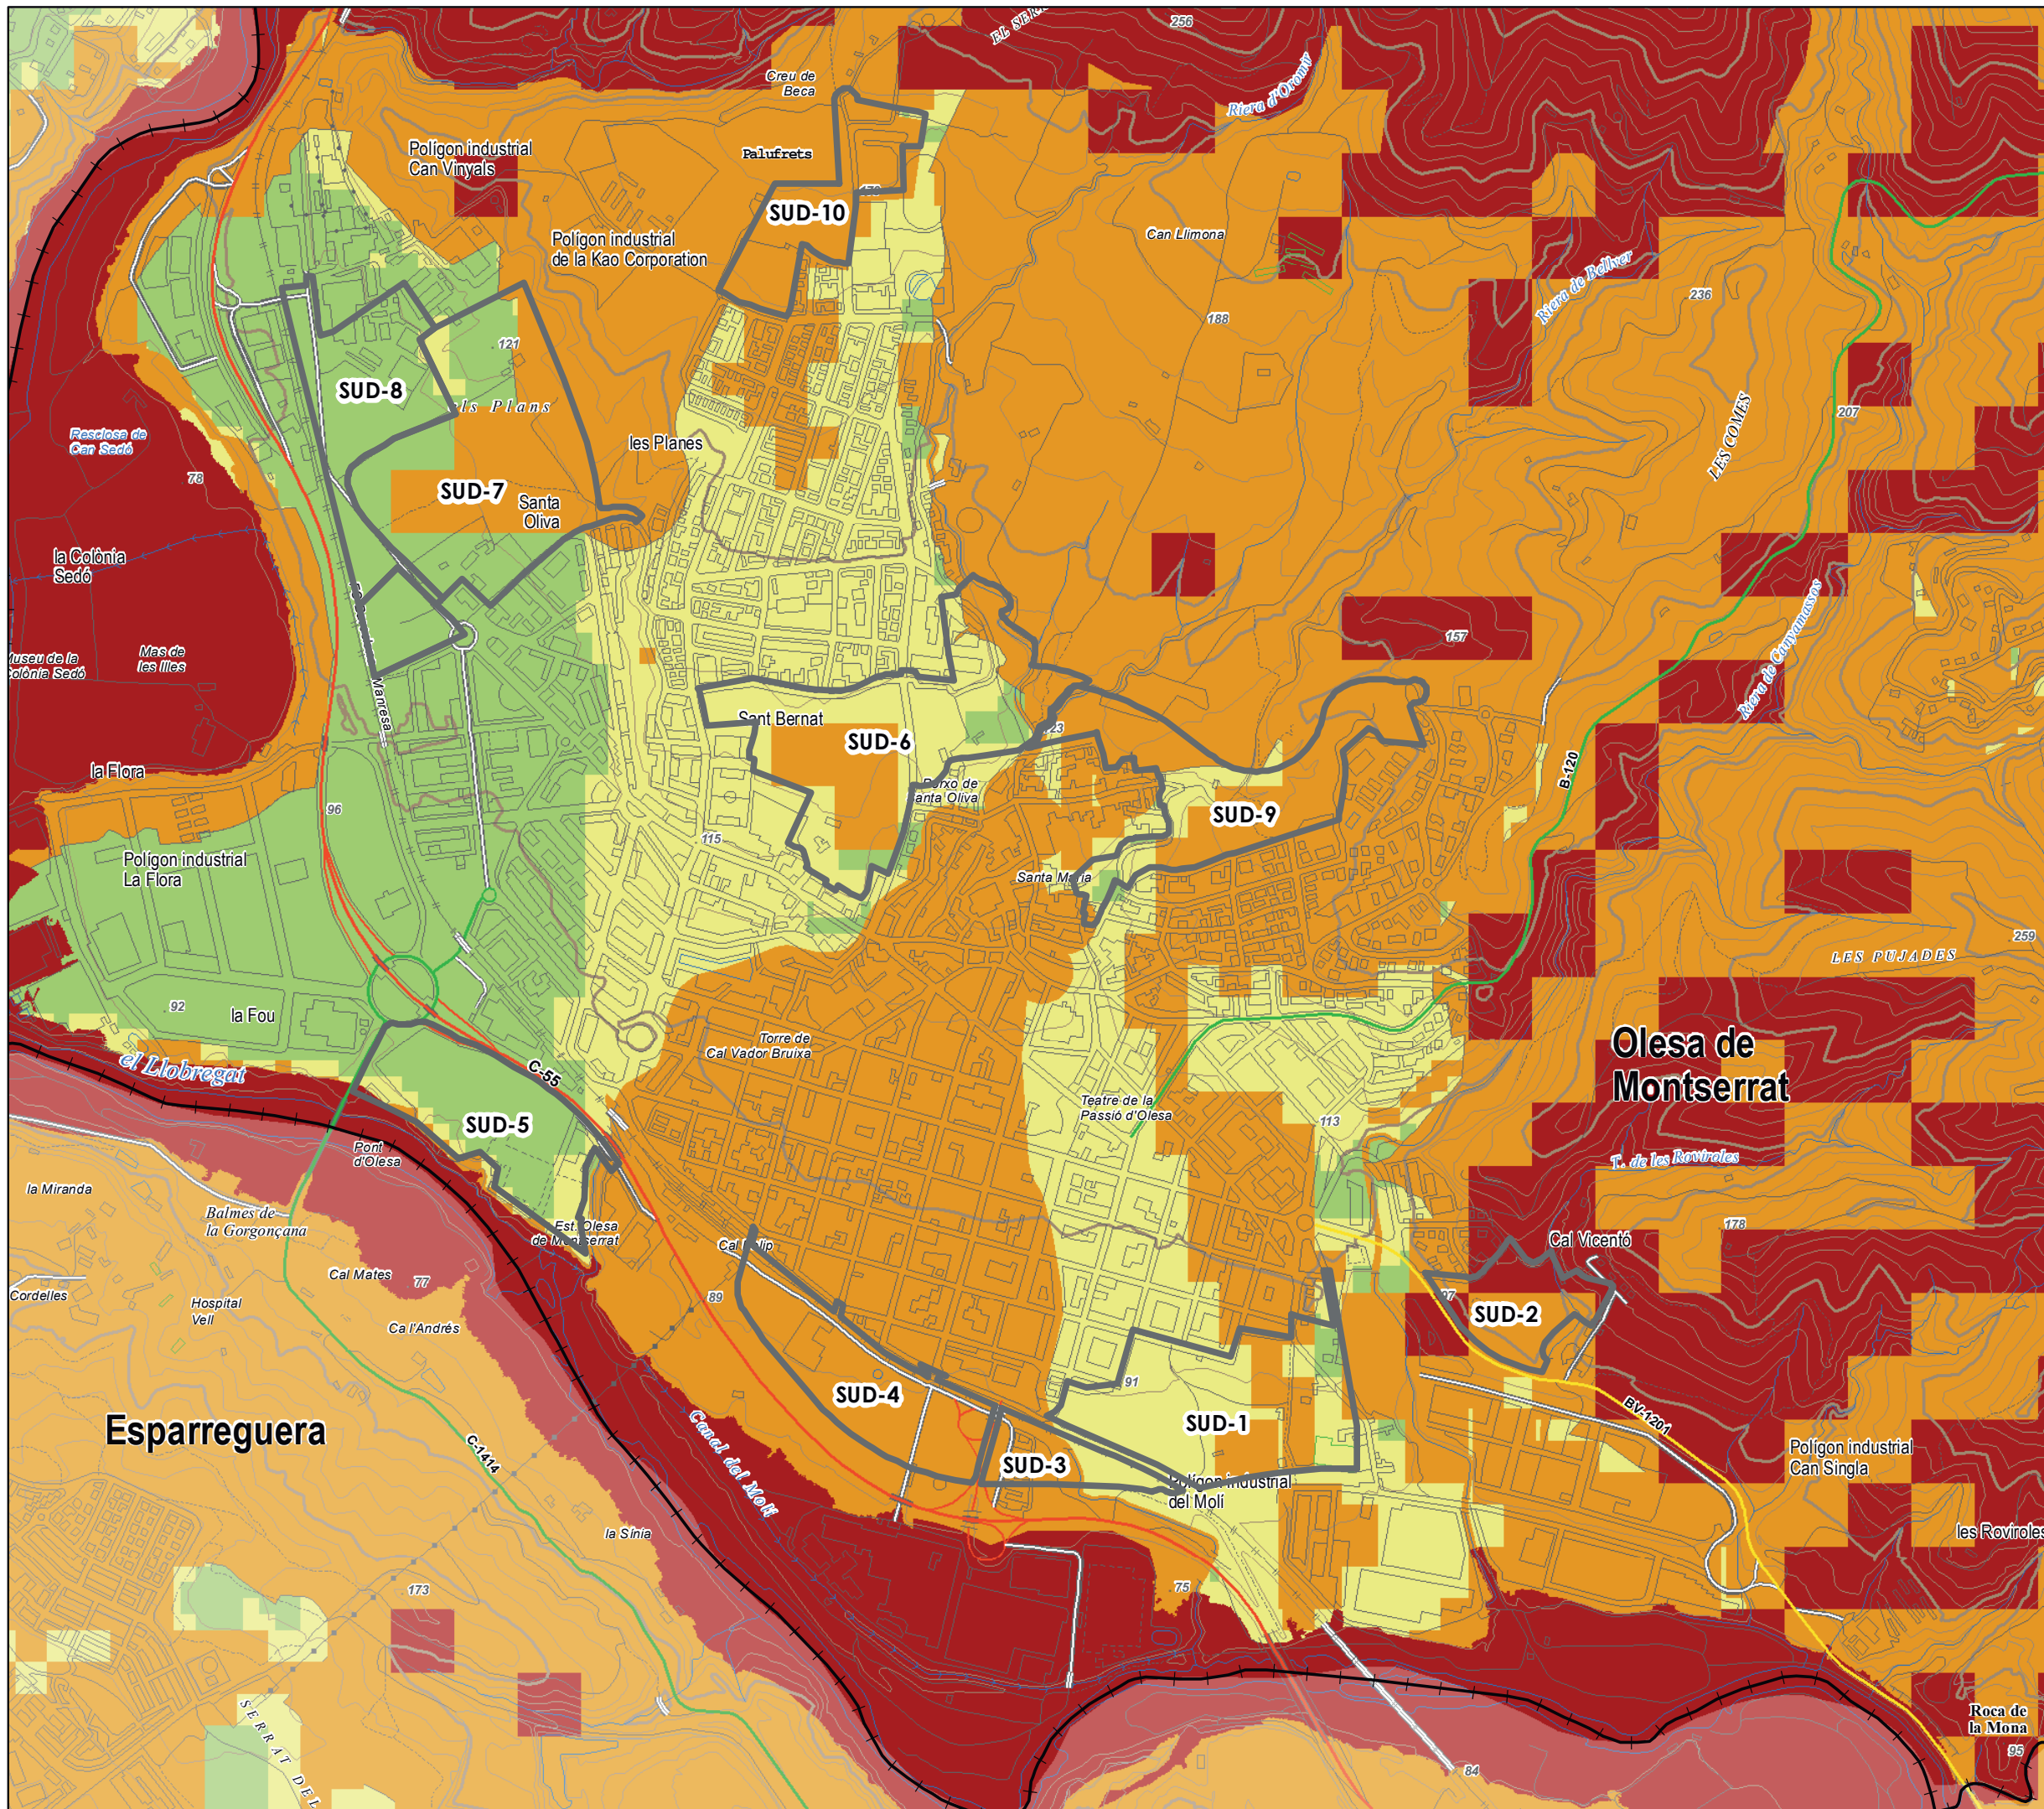 EL SER
256
Creu de
Beca
Riera d'Oromir
Polígon industrial
Can Vinyals
Palufrets
170
SUD-10
Polígon industrial
de la Kao Corporation
Can Llimona
Riera de Bellver
236
188
121
SUD-8
els Plans
207
LES COMES
Resclosa de
Can Sedó
les Planes
78
SUD-7
Santa
Oliva
la Colònia
Sedó
157
Riera de Canyamassos
Museu de la
Colònia Sedó
Mas de
les Illes
Manresa
Sant Bernat
123
SUD-6
la Flora
B-120
Porxo de
Santa Oliva
96
SUD-9
115
Polígon industrial
La Flora
Santa Maria
259
LES PUJADES
92
la Fou
Torre de
Cal Vador Bruixa
Olesa de
Montserrat
el Llobregat
C-55
Teatre de la
Passió d'Olesa
113
SUD-5
Pont
d'Olesa
T. de les Roviroles
la Miranda
Balmes de
la Gorgonçana
Est. Olesa
de Montserrat
178
Cal Vicentó
Cal Felip
Cal Mates
77
Cordelles
Hospital
Vell
89
97
SUD-2
Ca l'Andrés
SUD-4
91
SUD-1
BV-1201
Esparreguera
C-1414
Canal del Molí
SUD-3
Polígon industrial
del Molí
Polígon industrial
Can Singla
la Sínia
les Roviroles
173
75
SERRAT DEL
Roca de
la Mona
95
84